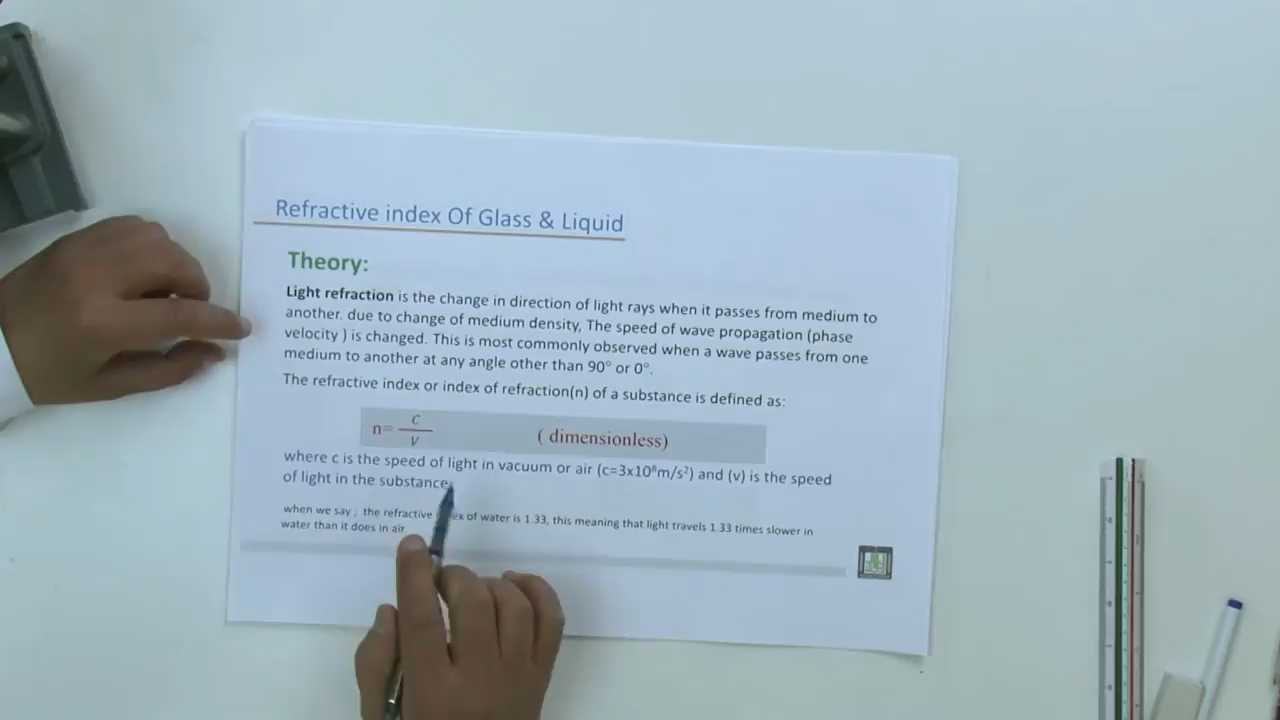 Refractive index Of Glass & Liquid
Theory:
Light refraction is the change in direction of light rays when it passes from medium to
another. due to change of medium density, The speed of wave propagation (phase
velocity ) is changed. This is most commonly observed when a wave passes from one
medium to another at any angle other than 90° or 0°.
The refractive index or index of refraction(n) of a substance is defined as:
n= c/v ( dimensionless)
where c is the speed of light in vacuum or air (c=3x10⁸m/s²) and (v) is the speed
of light in the substance
when we say , the refractive of water is 1.33, this meaning that light travels 1.33 times slower in
water than it does in air